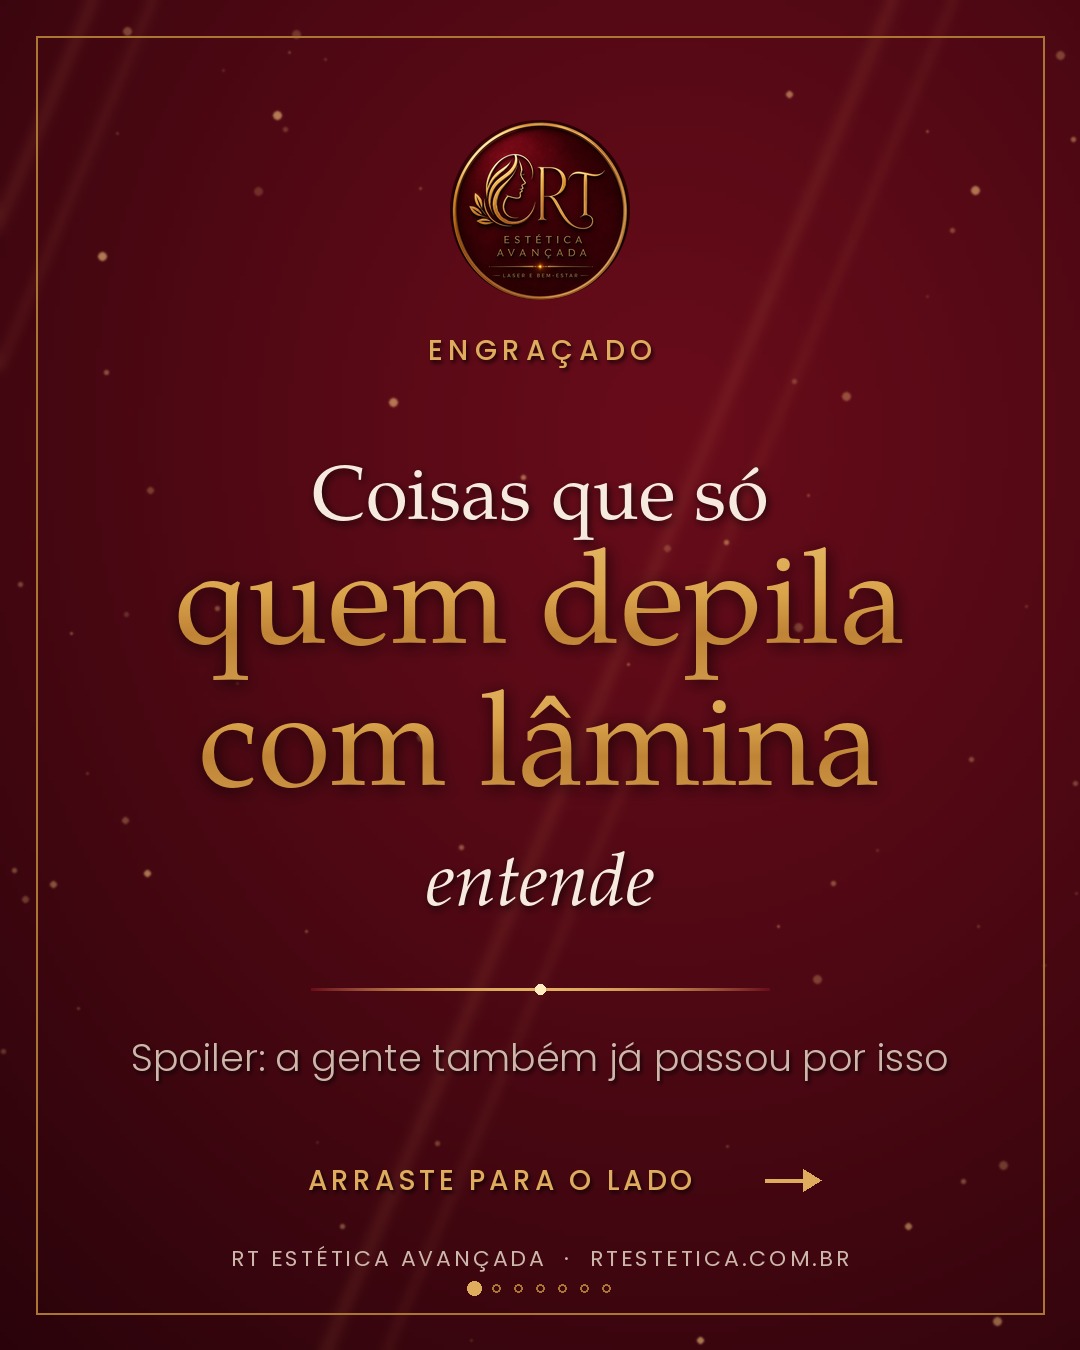 CRT
ESTÉTICA
AVANÇADA
LASER E BEM-ESTAR
ENGRAÇADO
Coisas que só
quem depila
com lâmina
entende
Spoiler: a gente também já passou por isso
ARRASTE PARA O LADO
RT ESTÉTICA AVANÇADA · RTESTETICA.COM.BR